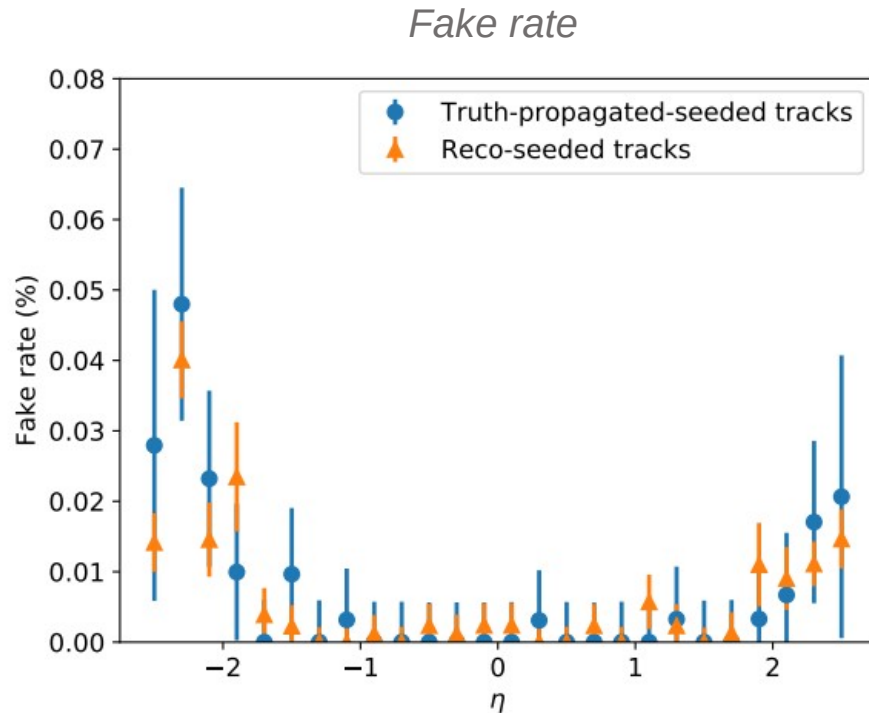 Fake rate
0.08
Truth-propagated-seeded tracks
0.07
Reco-seeded tracks
0.06
0.05
0.04
0.03
0.02
0.01
0.00
Fake rate (%)
−2
−1
0
1
2
η